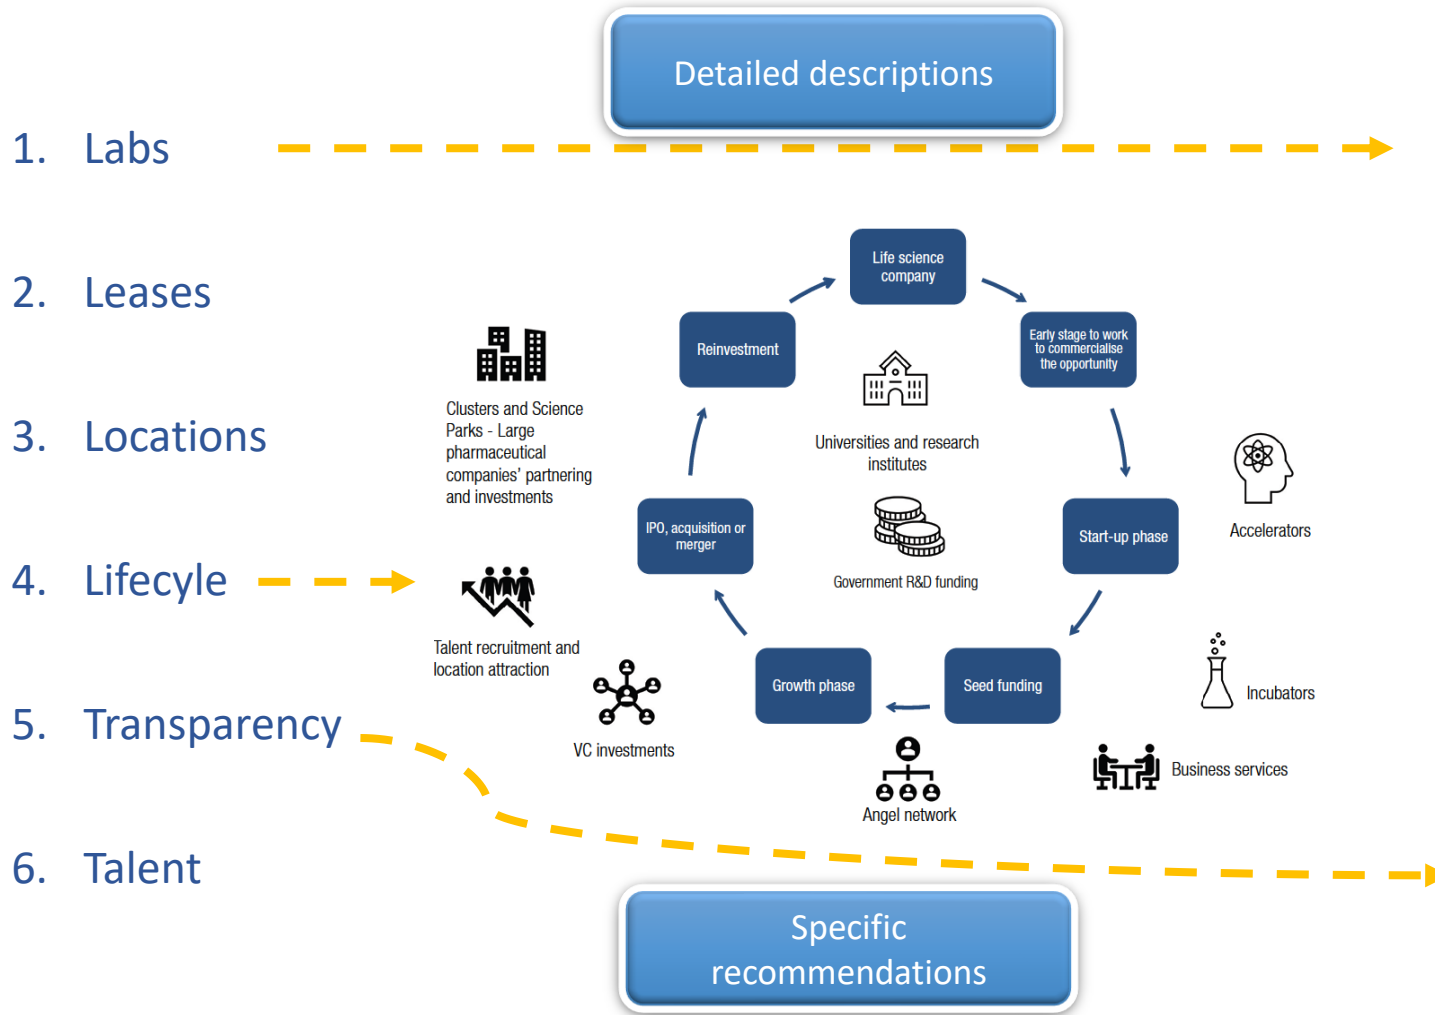 Detailed descriptions
1. Labs
2. Leases
3. Locations
4. Lifecyle
5. Transparency
6. Talent
Life science
company
Early stage to work
to commercialise
the opportunity
Start-up phase
Seed funding
Growth phase
IPO, acquisition or
merger
Reinvestment
Universities and research
institutes
Government R&D funding
Clusters and Science
Parks - Large
pharmaceutical
companies' partnering
and investments
Talent recruitment and
location attraction
VC investments
Angel network
Business services
Incubators
Accelerators
Specific
recommendations